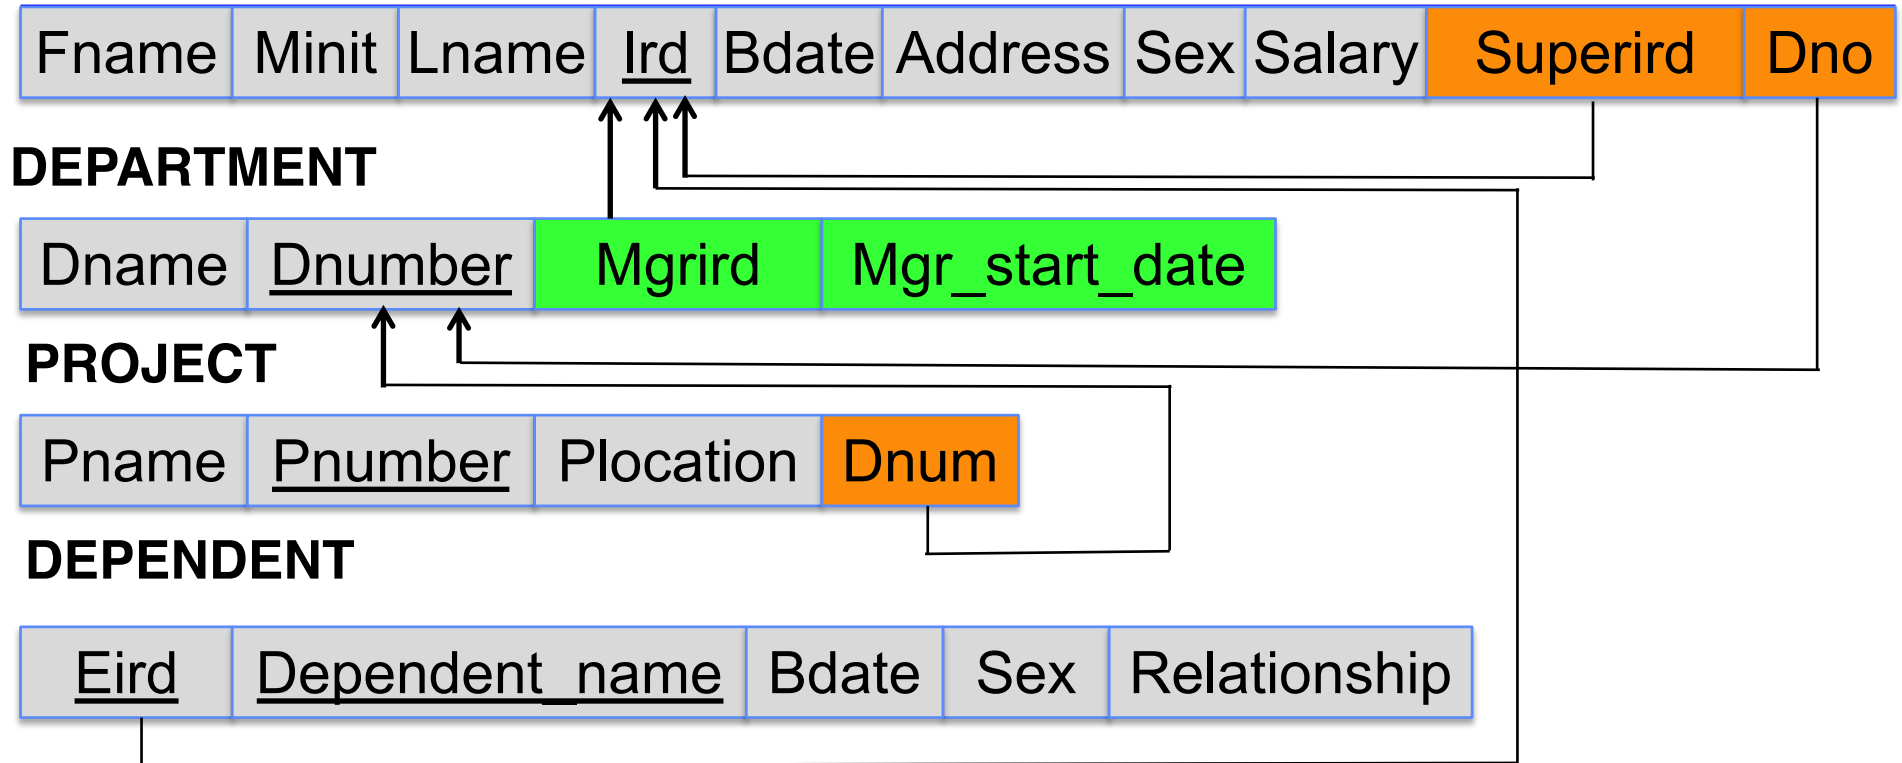 Fname Minit Lname Ird Bdate Address Sex Salary Superird Dno
DEPARTMENT
Dname Dnumber Mgrird Mgr_start_date
PROJECT
Pname Pnumber Plocation Dnum
DEPENDENT
Eird Dependent_name Bdate Sex Relationship